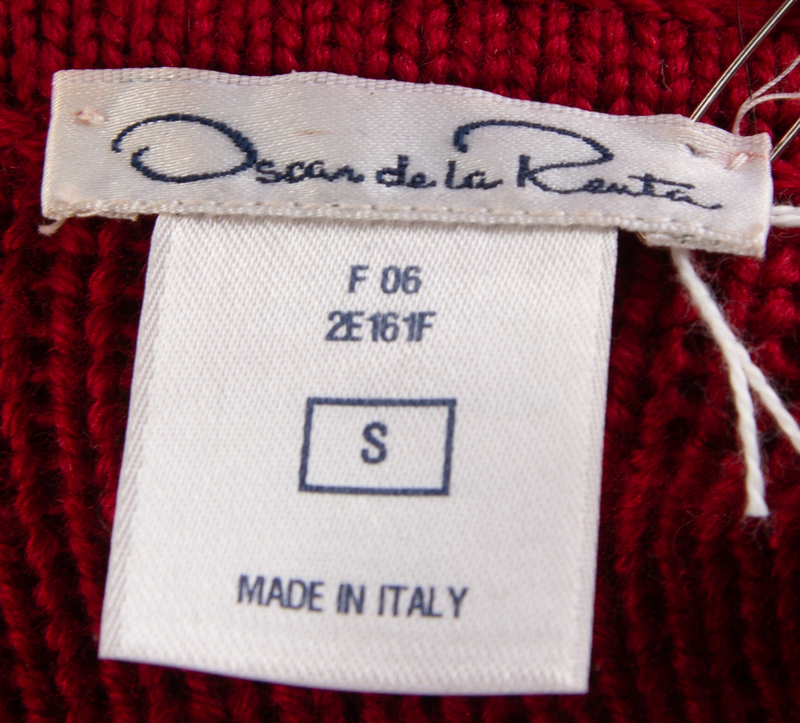 Oscar de la Renta
F 06
2E161F
S
MADE IN ITALY